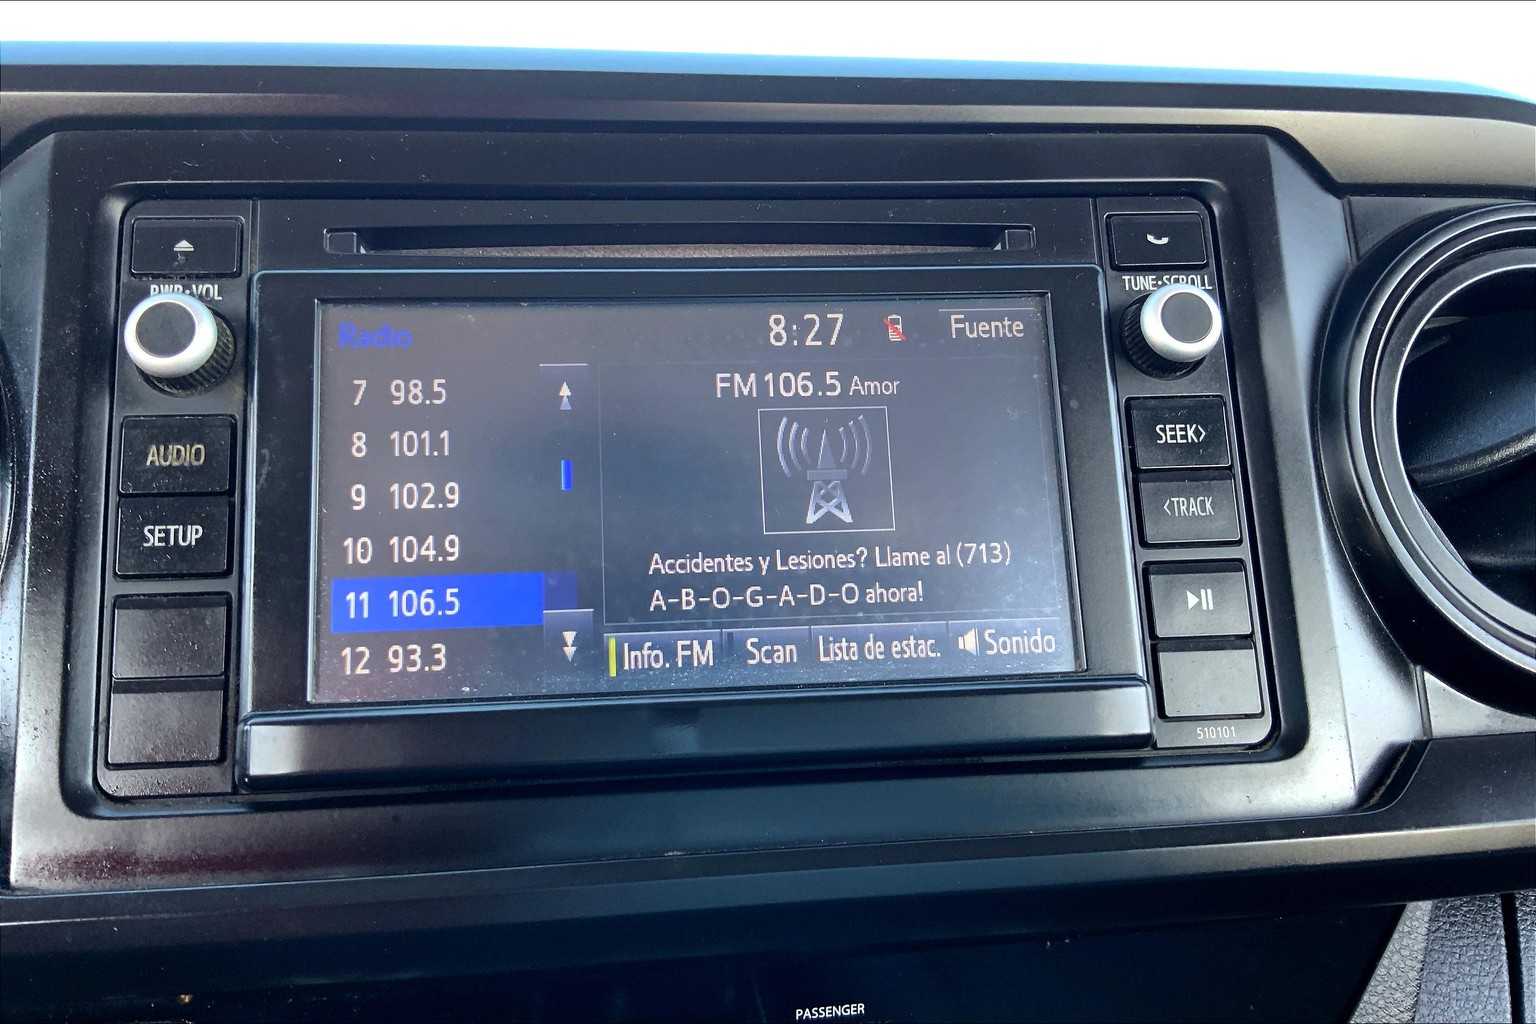 PWR•VOL
TUNE•SCROLL
AUDIO
SETUP
Radio
8:27
Fuente
7 98.5
8 101.1
9 102.9
10 104.9
11 106.5
12 93.3
FM 106.5 Amor
Accidentes y Lesiones? Llame al (713)
A-B-O-G-A-D-O ahora!
Info. FM
Scan
Lista de estac.
Sonido
SEEK>
<TRACK
510101
PASSENGER